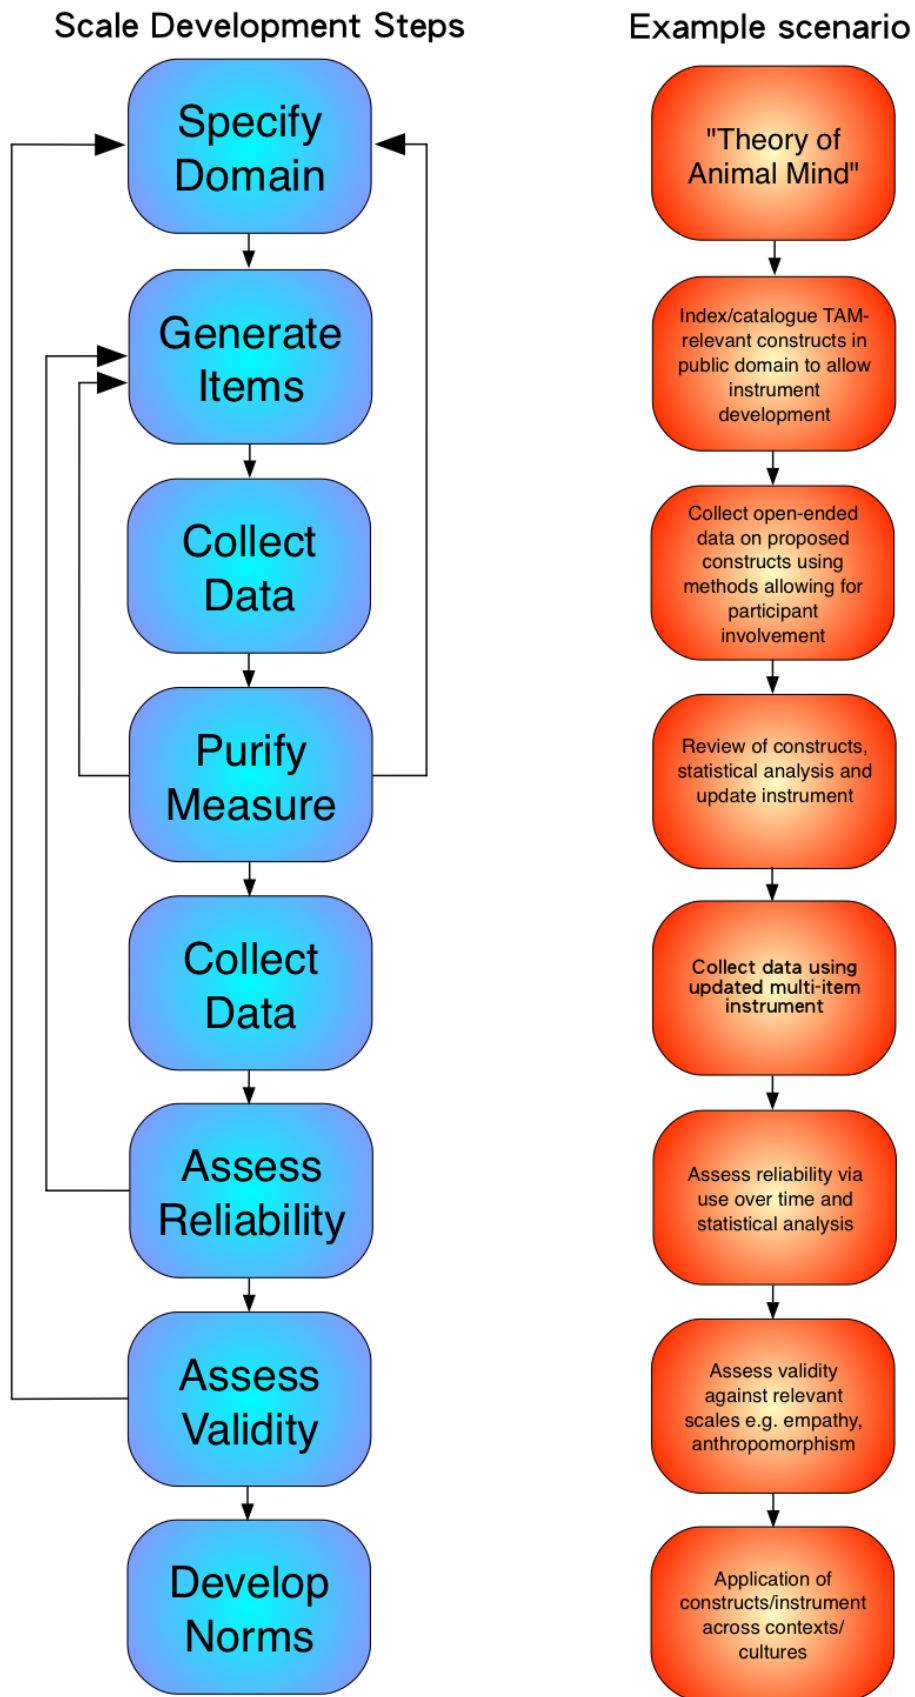 Scale Development Steps
Example scenario
Specify
Domain
Generate
Items
Collect
Data
Purify
Measure
Collect
Data
Assess
Reliability
Assess
Validity
Develop
Norms
"Theory of
Animal Mind"
Index/catalogue TAM-
relevant constructs in
public domain to allow
instrument
development
Collect open-ended
data on proposed
constructs using
methods allowing for
participant
involvement
Review of constructs,
statistical analysis and
update instrument
Collect data using
updated multi-item
instrument
Assess reliability via
use over time and
statistical analysis
Assess validity
against relevant
scales e.g. empathy,
anthropomorphism
Application of
constructs/instrument
across contexts/
cultures